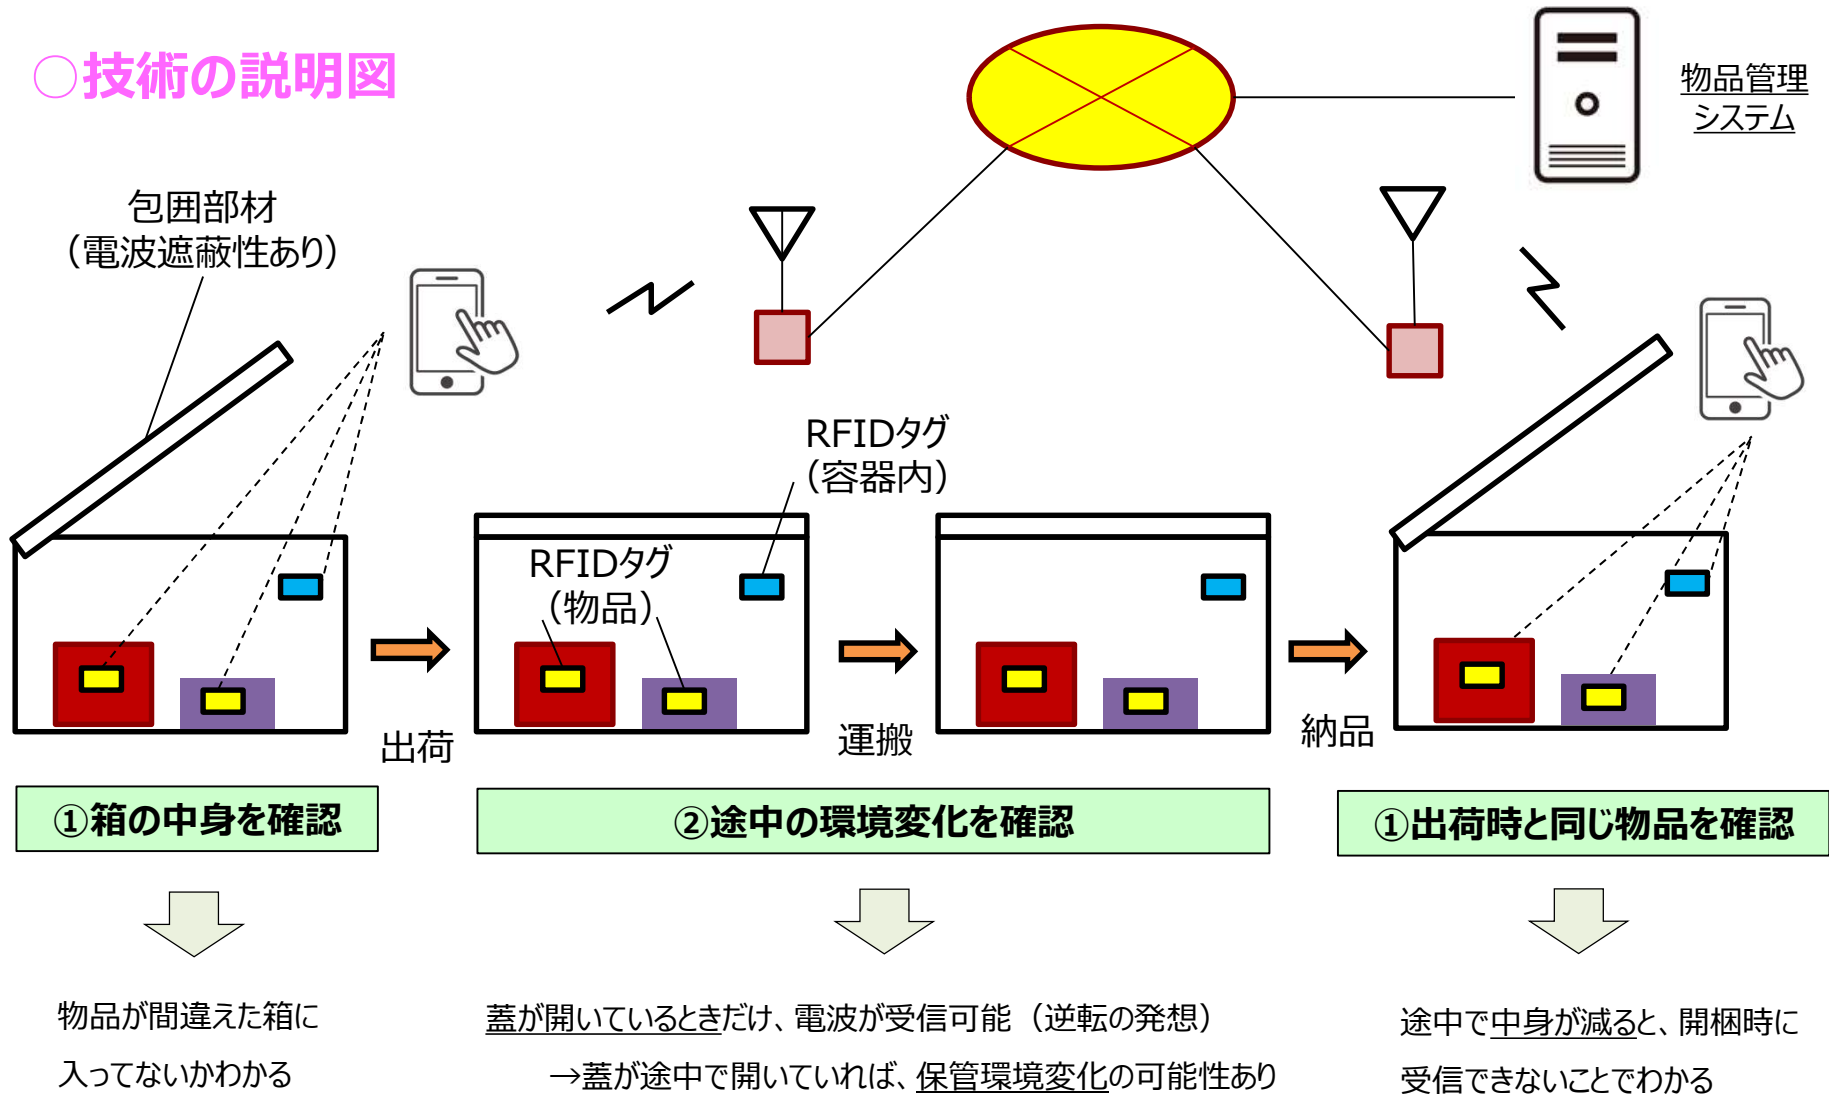 ○技術の説明図
物品管理
システム
包囲部材
（電波遮蔽性あり）
RFIDタグ
（容器内）
RFIDタグ
（物品）
出荷
運搬
納品
①箱の中身を確認
②途中の環境変化を確認
①出荷時と同じ物品を確認
物品が間違えた箱に
入ってないかわかる
蓋が開いているときだけ、電波が受信可能（逆転の発想）
→蓋が途中で開いていれば、保管環境変化の可能性あり
途中で中身が減ると、開梱時に
受信できないことでわかる